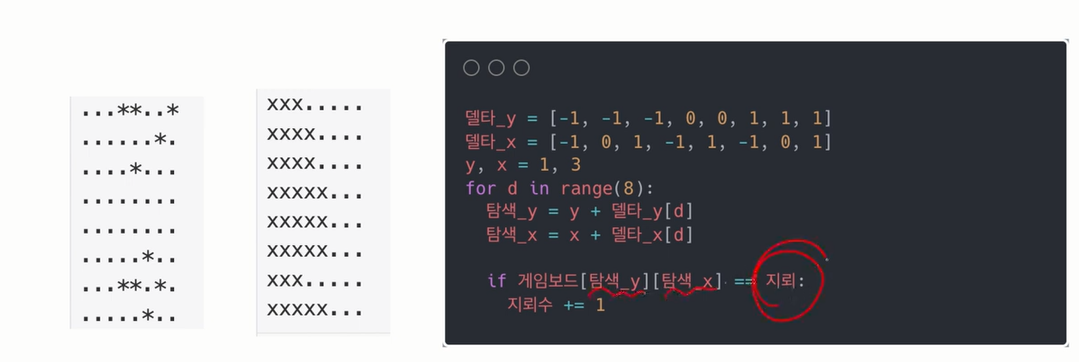 ...**..*
......*.
....*...
........
........
.....*..
...**.*.
.....*..
xxx.....
xxxx....
xxxx....
xxxxx...
xxxxx...
xxxxx...
xxx.....
xxxxx...
델타_y = [-1, -1, -1, 0, 0, 1, 1, 1]
델타_x = [-1, 0, 1, -1, 1, -1, 0, 1]
y, x = 1, 3
for d in range(8):
탐색_y = y + 델타_y[d]
탐색_x = x + 델타_x[d]
if 게임보드[탐색_y][탐색_x] == 지뢰:
지뢰수 += 1